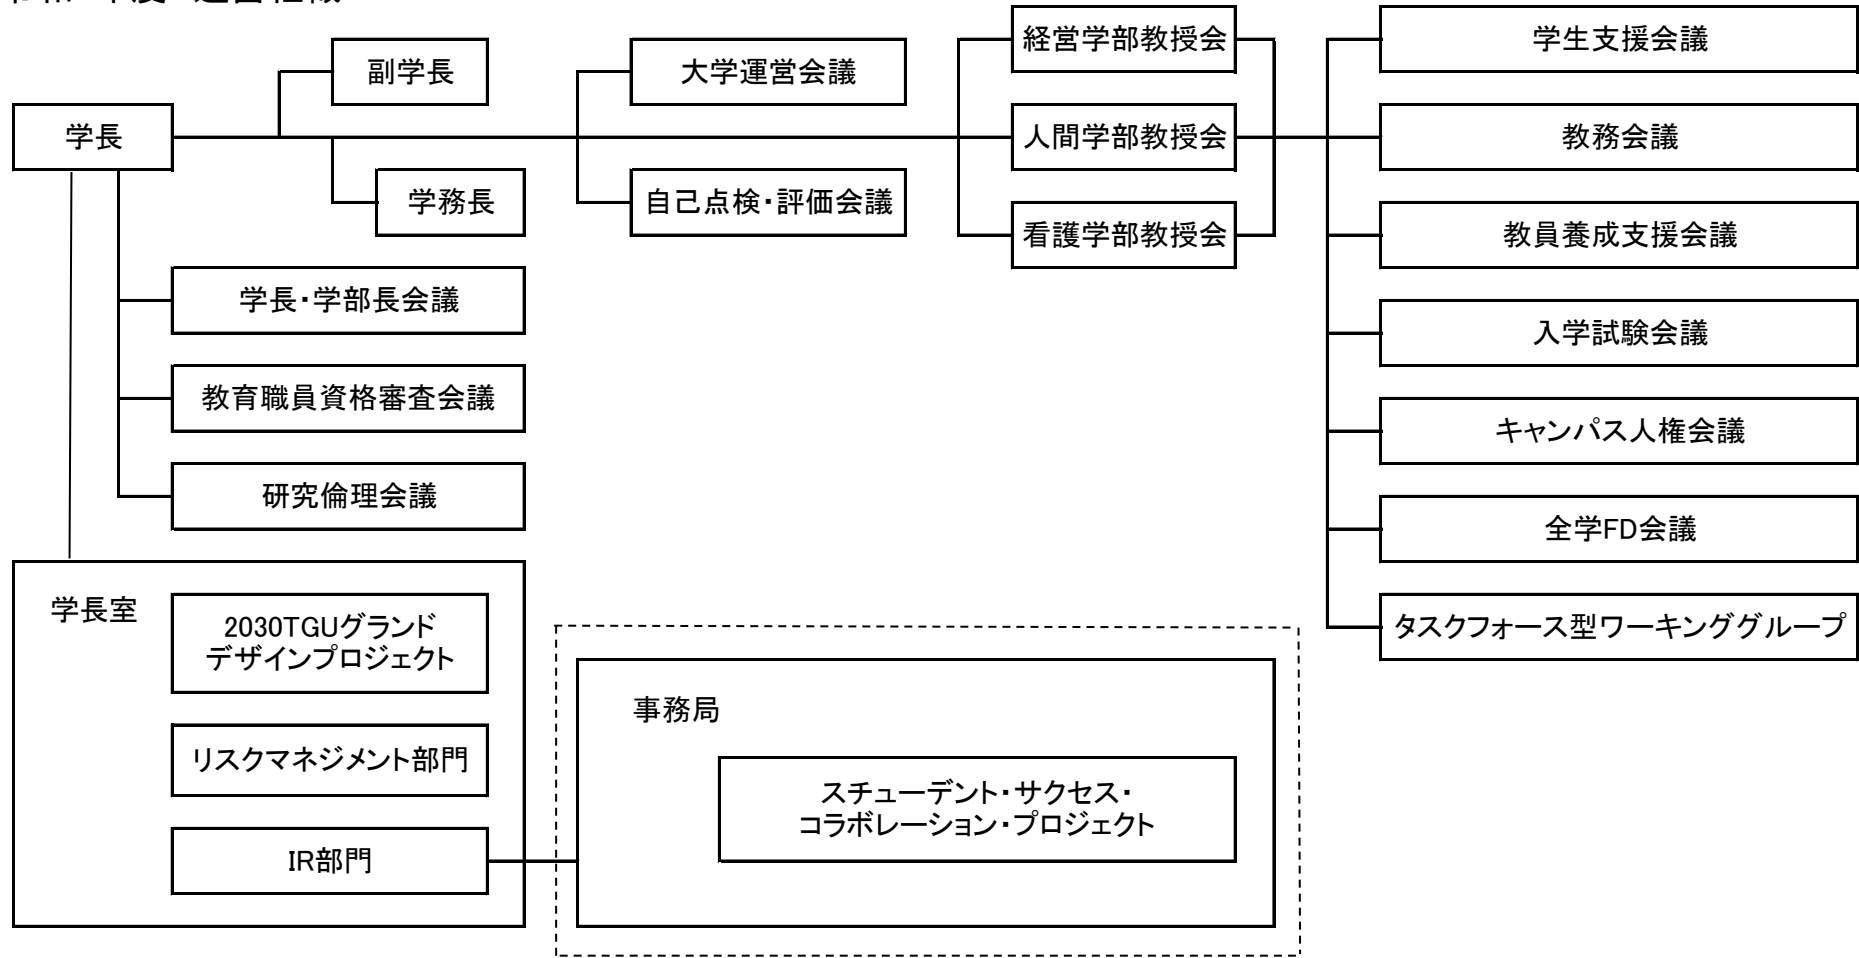 学長
副学長
学務長
大学運営会議
自己点検・評価会議
経営学部教授会
人間学部教授会
看護学部教授会
学生支援会議
教務会議
教員養成支援会議
入学試験会議
キャンパス人権会議
全学FD会議
タスクフォース型ワーキンググループ
学長・学部長会議
教育職員資格審査会議
研究倫理会議
学長室
2030TGUグランド
デザインプロジェクト
リスクマネジメント部門
IR部門
事務局
スチューデント・サクセス・
コラボレーション・プロジェクト